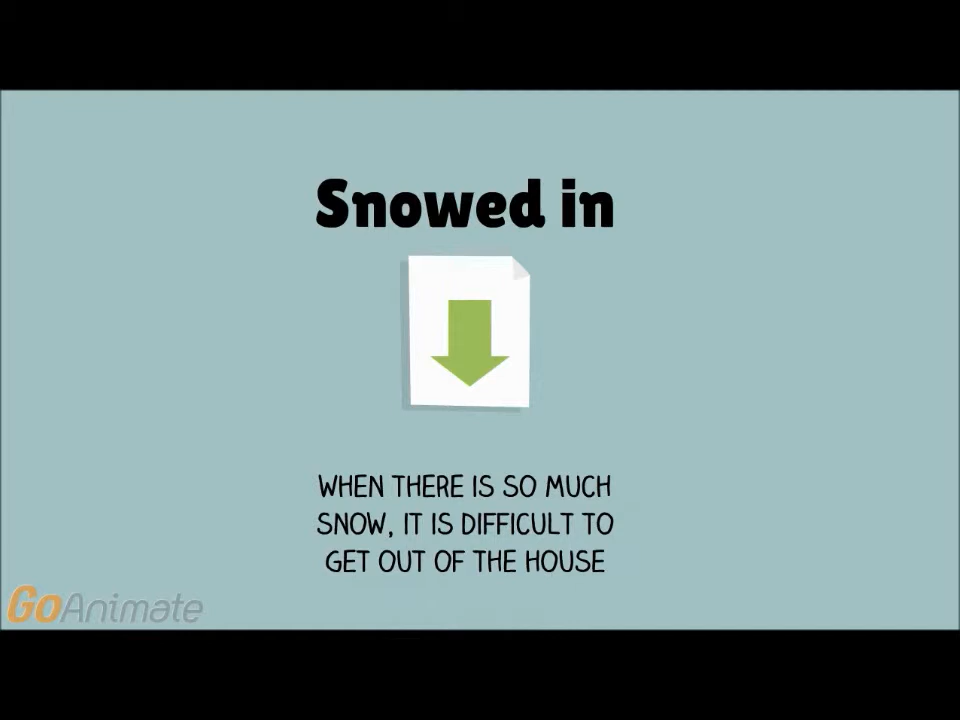 Snowed in
WHEN THERE IS SO MUCH
SNOW, IT IS DIFFICULT TO
GET OUT OF THE HOUSE
GoAnimate